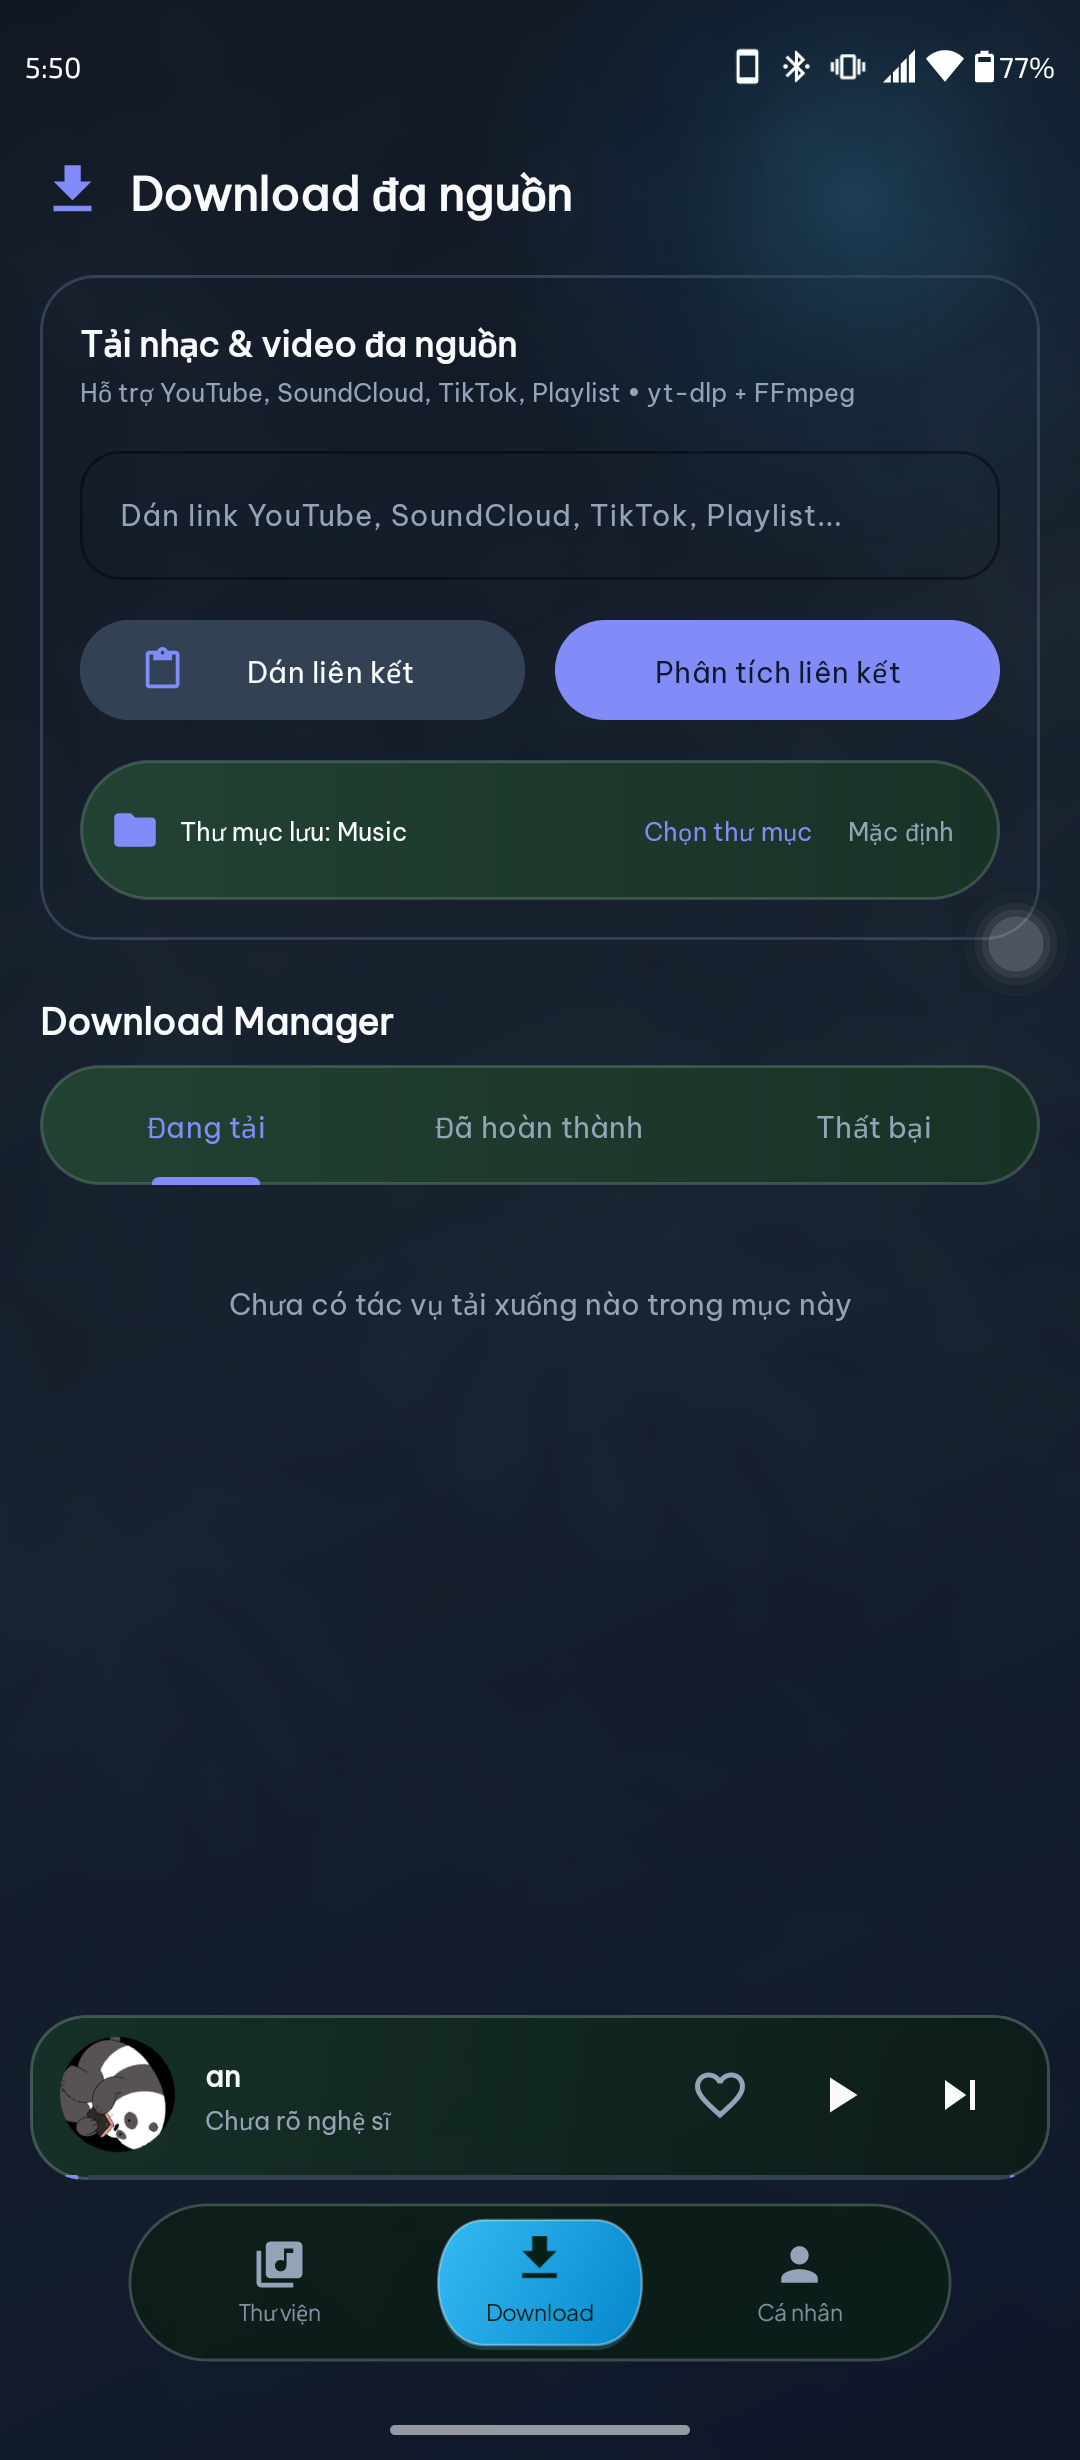 5:50
77%
Download đa nguồn
Tải nhạc & video đa nguồn
Hỗ trợ YouTube, SoundCloud, TikTok, Playlist • yt-dlp + FFmpeg
Dán link YouTube, SoundCloud, TikTok, Playlist...
Dán liên kết
Phân tích liên kết
Thư mục lưu: Music
Chọn thư mục
Mặc định
Download Manager
Đang tải
Đã hoàn thành
Thất bại
Chưa có tác vụ tải xuống nào trong mục này
an
Chưa rõ nghệ sĩ
Thư viện
Download
Cá nhân